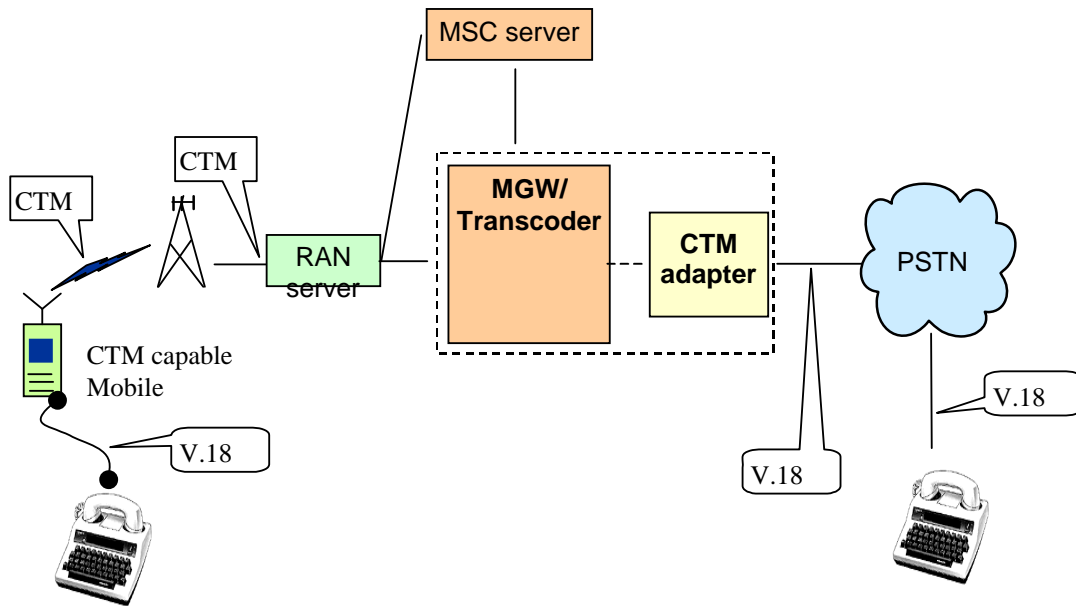 MSC server
CTM
CTM
MGW/
Transcoder
CTM
adapter
RAN
server
PSTN
CTM capable
Mobile
V.18
V.18
V.18